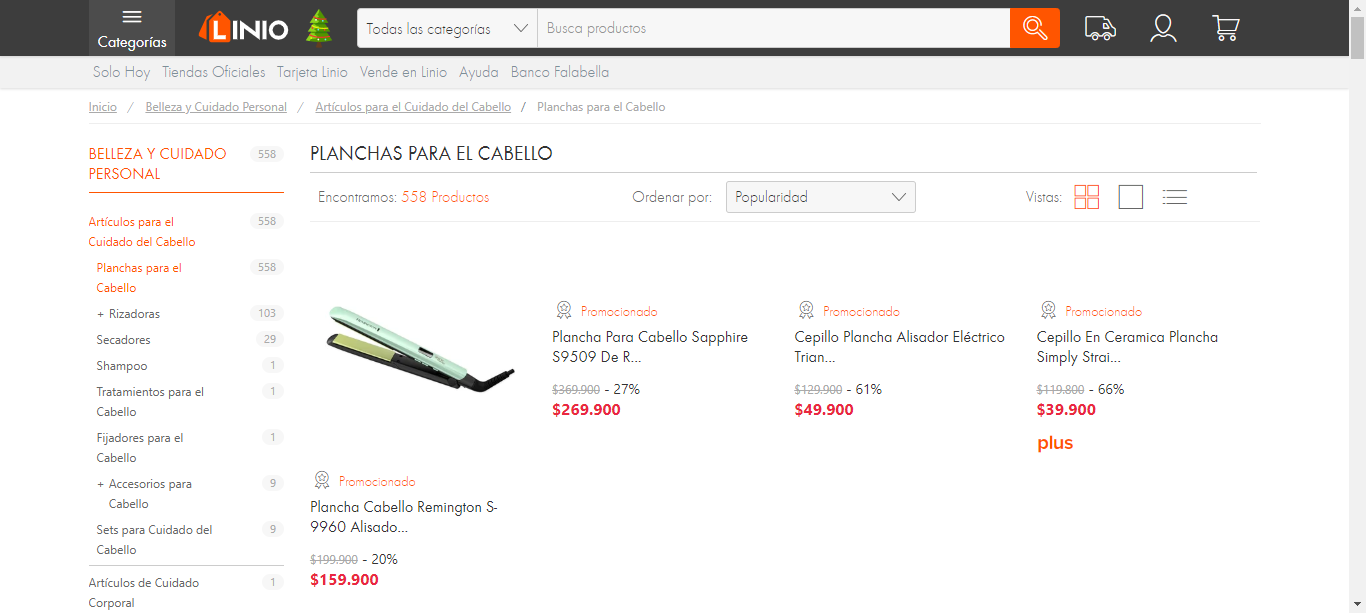 Categorías
LINIO
Todas las categorías
Busca productos
Solo Hoy Tiendas Oficiales Tarjeta Linio Vende en Linio Ayuda Banco Falabella
Inicio / Belleza y Cuidado Personal / Artículos para el Cuidado del Cabello / Planchas para el Cabello
BELLEZA Y CUIDADO 558
PERSONAL
Artículos para el 558
Cuidado del Cabello
Planchas para el 558
Cabello
+ Rizadoras 103
Secadores 29
Shampoo 1
Tratamientos para el 1
Cabello
Fijadores para el 1
Cabello
+ Accesorios para 9
Cabello
Sets para Cuidado del 9
Cabello
Artículos de Cuidado 1
Corporal
PLANCHAS PARA EL CABELLO
Encontramos: 558 Productos
Ordenar por: Popularidad
Vistas:
Promocionado
Plancha Cabello Remington S-
9960 Alisado...
$199.900 - 20%
$159.900
Promocionado
Plancha Para Cabello Sapphire
S9509 De R...
$369.900 - 27%
$269.900
Promocionado
Cepillo Plancha Alisador Eléctrico
Trian...
$129.900 - 61%
$49.900
Promocionado
Cepillo En Ceramica Plancha
Simply Strai...
$119.800 - 66%
$39.900
plus